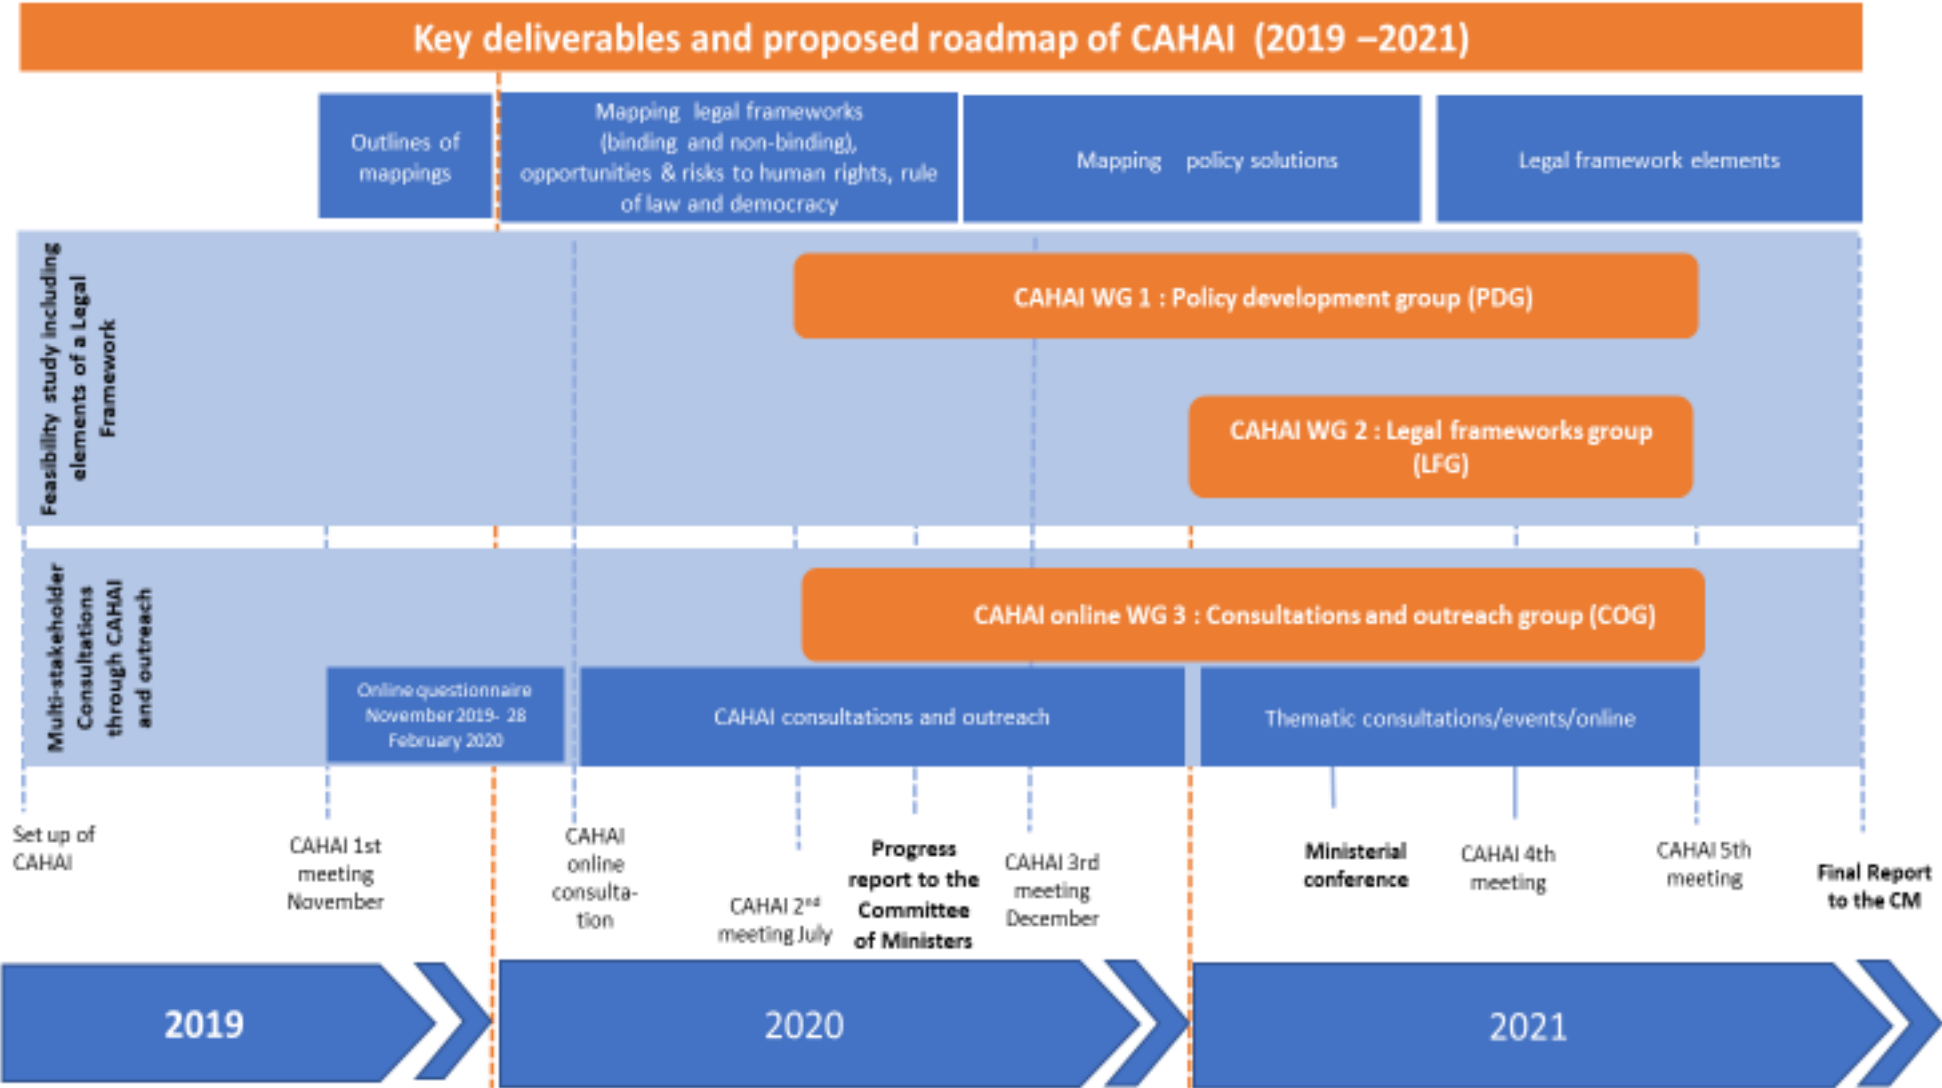 Key deliverables and proposed roadmap of CAHAI (2019 –2021)
Outlines of
mappings
Mapping legal frameworks
(binding and non-binding),
opportunities & risks to human rights, rule
of law and democracy
Mapping policy solutions
Legal framework elements
Feasibility study including
elements of a Legal
Framework
CAHAI WG 1 : Policy development group (PDG)
CAHAI WG 2 : Legal frameworks group
(LFG)
Multi-stakeholder
Consultations
through CAHAI
and outreach
CAHAI online WG 3 : Consultations and outreach group (COG)
Online questionnaire
November 2019- 28
February 2020
CAHAI consultations and outreach
Thematic consultations/events/online
Set up of
CAHAI
CAHAI 1st
meeting
November
CAHAI
online
consulta-
tion
CAHAI 2nd
meeting July
Progress
report to the
Committee
of Ministers
CAHAI 3rd
meeting
December
Ministerial
conference
CAHAI 4th
meeting
CAHAI 5th
meeting
Final Report
to the CM
2019
2020
2021